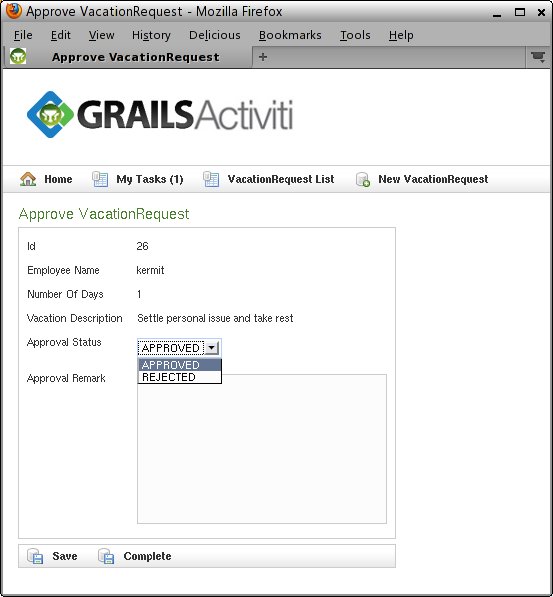 Approve VacationRequest - Mozilla Firefox
File Edit View History Delicious Bookmarks Tools Help
Approve VacationRequest +
GRAILSActiviti
Home My Tasks (1) VacationRequest List New VacationRequest
Approve VacationRequest
Id 26
Employee Name kermit
Number Of Days 1
Vacation Description Settle personal issue and take rest
Approval Status APPROVED
APPROVED
REJECTED
Approval Remark
Save Complete